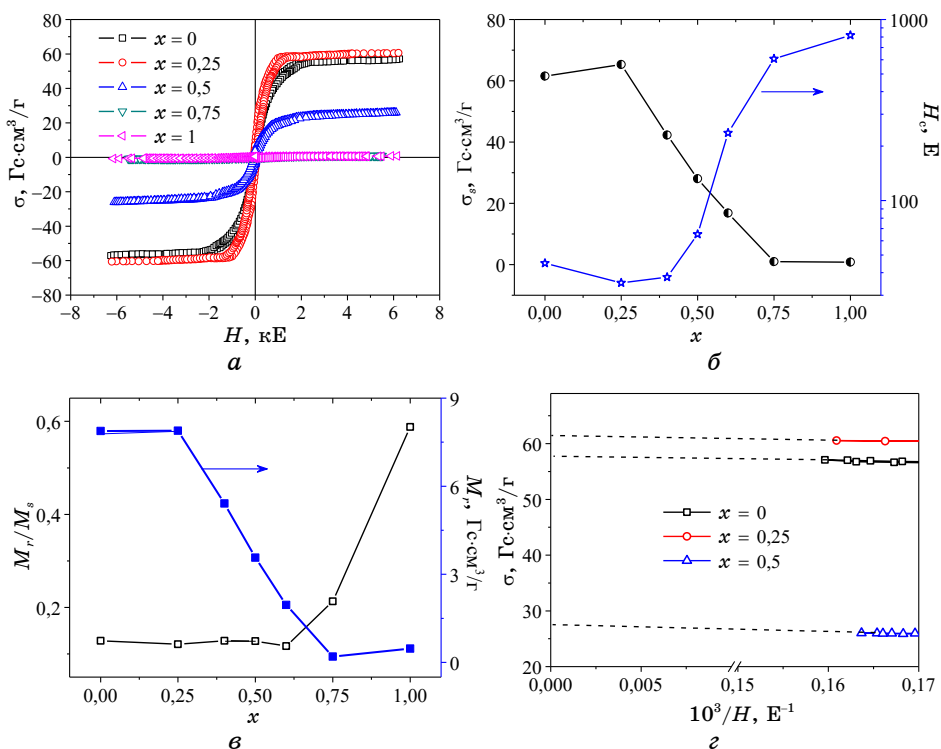 80
60
40
20
0
−20
−40
−60
−80
σ, Гс·см³/г
x = 0
x = 0,25
x = 0,5
x = 0,75
x = 1
−8 −6 −4 −2 0 2 4 6 8
H, кЕ
а
80
60
40
20
0
σₛ, Гс·см³/г
1000
100
H_c, Е
0,00 0,25 0,50 0,75 1,00
x
б
0,6
0,4
0,2
M_r/M_s
9
6
3
0
M_r, Гс·см³/г
0,00 0,25 0,50 0,75 1,00
x
в
60
50
40
30
20
σ, Гс·см³/г
x = 0
x = 0,25
x = 0,5
0,000 0,005 0,15 0,16 0,17
10³/H, Е⁻¹
г